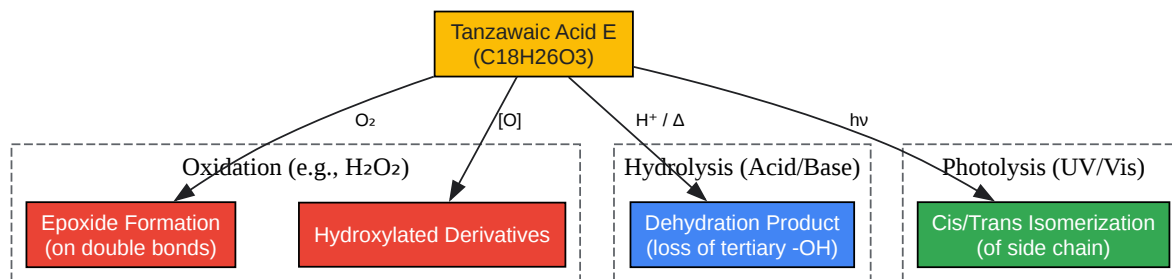 Tanzawaic Acid E
(C18H26O3)
O₂
[O]
H⁺ / Δ
hν
Oxidation (e.g., H₂O₂)
Hydrolysis (Acid/Base)
Photolysis (UV/Vis)
Epoxide Formation
(on double bonds)
Hydroxylated Derivatives
Dehydration Product
(loss of tertiary -OH)
Cis/Trans Isomerization
(of side chain)